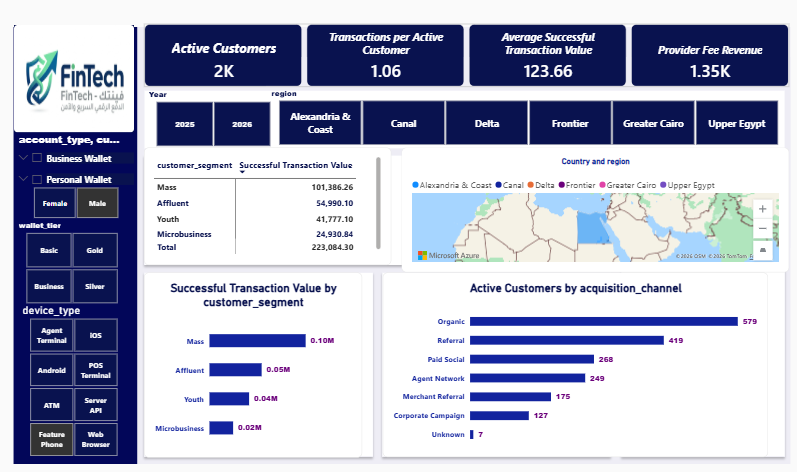 FinTech
FinTech - فينتك
الدفع الرقمي السريع والآمن
account_type, cu...
Business Wallet
Personal Wallet
Female
Male
wallet_tier
Basic
Gold
Business
Silver
device_type
Agent Terminal
iOS
Android
POS Terminal
ATM
Server API
Feature Phone
Web Browser
Active Customers
2K
Transactions per Active Customer
1.06
Average Successful Transaction Value
123.66
Provider Fee Revenue
1.35K
Year
2025
2026
region
Alexandria & Coast
Canal
Delta
Frontier
Greater Cairo
Upper Egypt
customer_segment Successful Transaction Value
Mass 101,386.26
Affluent 54,990.10
Youth 41,777.10
Microbusiness 24,930.84
Total 223,084.30
Country and region
Alexandria & Coast Canal Delta Frontier Greater Cairo Upper Egypt
Microsoft Azure
© 2026 OSM © 2026 TomTom
Successful Transaction Value by
customer_segment
Mass 0.10M
Affluent 0.05M
Youth 0.04M
Microbusiness 0.02M
Active Customers by acquisition_channel
Organic 579
Referral 419
Paid Social 268
Agent Network 249
Merchant Referral 175
Corporate Campaign 127
Unknown 7